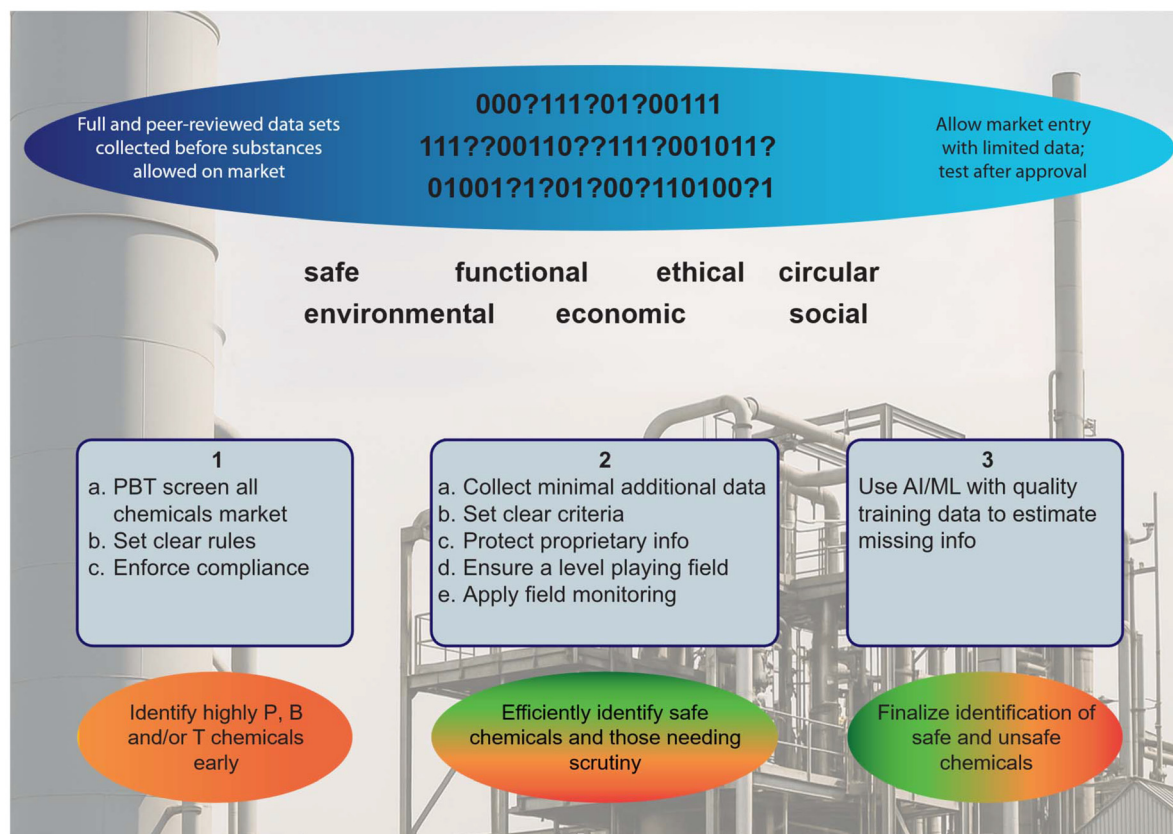 Full and peer-reviewed data sets
collected before substances
allowed on market
000?111?01?00111
111??00110??111?001011?
01001?1?01?00?110100?1
Allow market entry
with limited data;
test after approval
safe functional ethical circular
environmental economic social
1
a. PBT screen all
chemicals market
b. Set clear rules
c. Enforce compliance
2
a. Collect minimal additional data
b. Set clear criteria
c. Protect proprietary info
d. Ensure a level playing field
e. Apply field monitoring
3
Use AI/ML with quality
training data to estimate
missing info
Identify highly P, B
and/or T chemicals
early
Efficiently identify safe
chemicals and those needing
scrutiny
Finalize identification of
safe and unsafe
chemicals